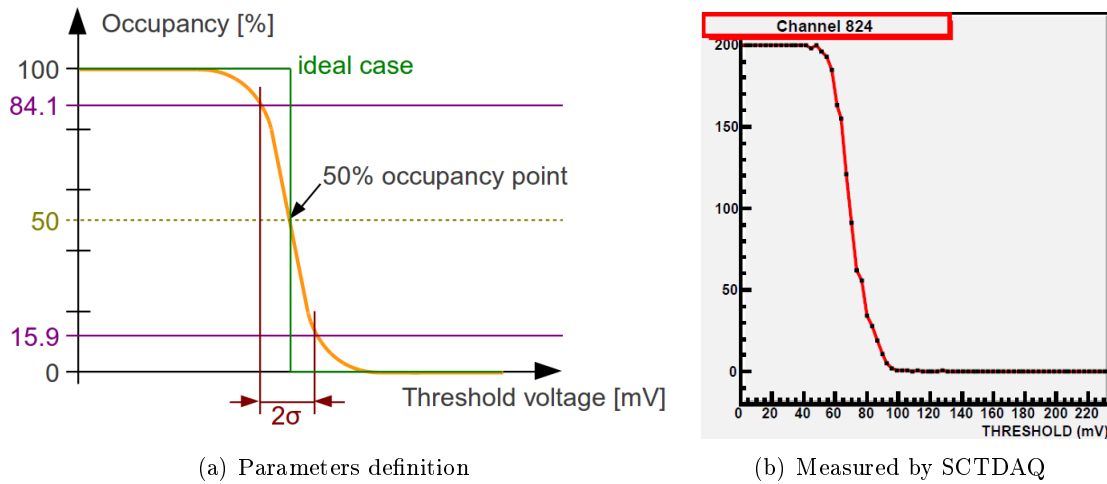 Occupancy [%]
100
ideal case
84.1
50% occupancy point
50
15.9
0
Threshold voltage [mV]
2σ
(a) Parameters definition
Channel 824
200
150
100
50
0
0 20 40 60 80 100 120 140 160 180 200 220
THRESHOLD (mV)
(b) Measured by SCTDAQ